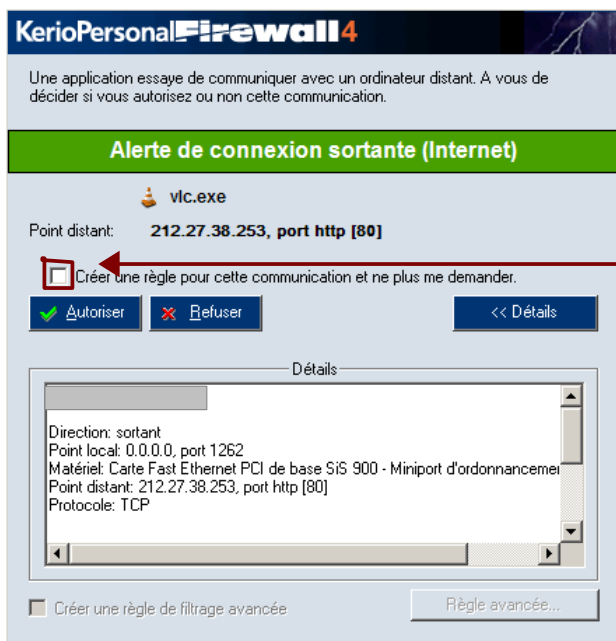 KerioPersonalFirewall4
Une application essaye de communiquer avec un ordinateur distant. A vous de
décider si vous autorisez ou non cette communication.
Alerte de connexion sortante (Internet)
vlc.exe
Point distant: 212.27.38.253, port http [80]
Créer une règle pour cette communication et ne plus me demander.
Autoriser Refuser << Détails
Détails
Direction: sortant
Point local: 0.0.0.0, port 1262
Matériel: Carte Fast Ethernet PCI de base SiS 900 - Miniport d'ordonnancemer
Point distant: 212.27.38.253, port http [80]
Protocole: TCP
Créer une règle de filtrage avancée Règle avancée...